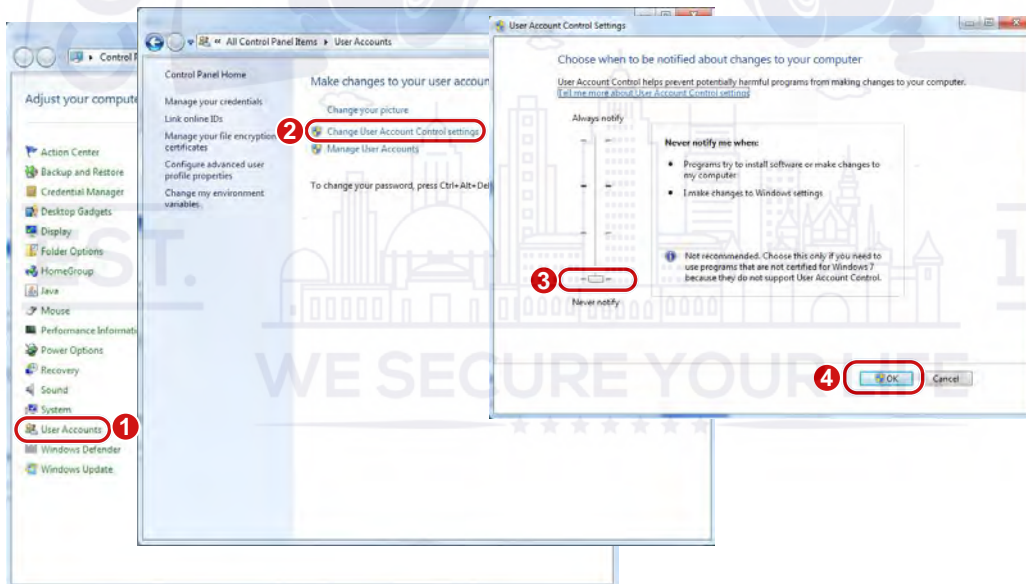 Control P
Adjust your compute
Action Center
Backup and Restore
Credential Manager
Desktop Gadgets
Display
Folder Options
HomeGroup
Java
Mouse
Performance Informati
Power Options
Recovery
Sound
System
User Accounts
1
Windows Defender
Windows Update
« All Control Panel Items ▸ User Accounts
Control Panel Home
Manage your credentials
Link online IDs
Manage your file encryption
certificates
Configure advanced user
profile properties
Change my environment
variables
Make changes to your user accoun
Change your picture
2
Change User Account Control settings
Manage User Accounts
To change your password, press Ctrl+Alt+Del
User Account Control Settings
Choose when to be notified about changes to your computer
User Account Control helps prevent potentially harmful programs from making changes to your computer.
Tell me more about User Account Control settings
Always notify
Never notify me when:
• Programs try to install software or make changes to
my computer
• I make changes to Windows settings
Not recommended. Choose this only if you need to
use programs that are not certified for Windows 7
because they do not support User Account Control.
3
Never notify
4
OK
Cancel
EST.
1
WE SECURE YOUR LIFE